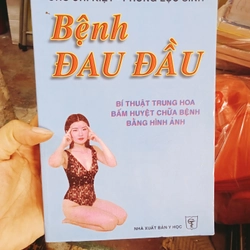 Bệnh
ĐAU ĐẦU
BÍ THUẬT TRUNG HOA
BẤM HUYỆT CHỮA BỆNH
BẰNG HÌNH ẢNH
NHÀ XUẤT BẢN Y HỌC